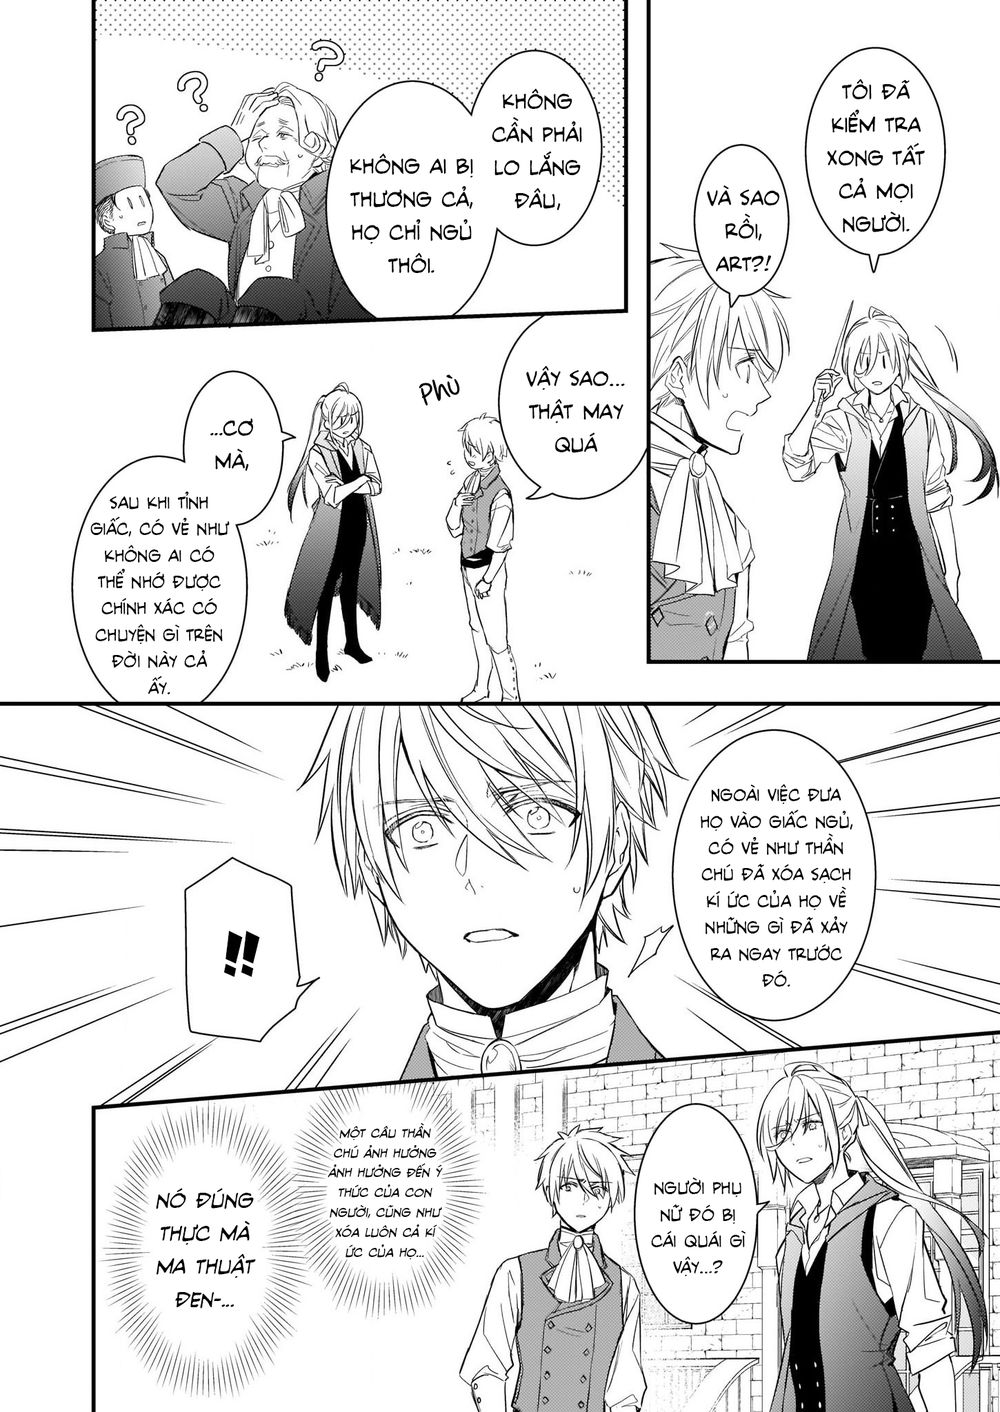 TÔI ĐÃ
KIỂM TRA
XONG TẤT
CẢ MỌI
NGƯỜI.
VÀ SAO
RỒI,
ART?!
KHÔNG
CẦN PHẢI
LO LẮNG
ĐÂU,
KHÔNG AI BỊ
THƯƠNG CẢ,
HỌ CHỈ NGỦ
THÔI.
?
?
?
VẬY SAO...
THẬT MAY
QUÁ
PHÙ
...CƠ
MÀ,
SAU KHI TỈNH
GIẤC, CÓ VẺ NHƯ
KHÔNG AI CÓ
THỂ NHỚ ĐƯỢC
CHÍNH XÁC CÓ
CHUYỆN GÌ TRÊN
ĐỜI NÀY CẢ
ẤY.
NGOÀI VIỆC ĐƯA
HỌ VÀO GIẤC NGỦ,
CÓ VẺ NHƯ THẦN
CHÚ ĐÃ XÓA SẠCH
KÍ ỨC CỦA HỌ VỀ
NHỮNG GÌ ĐÃ XẢY
RA NGAY TRƯỚC
ĐÓ.
!!
NGƯỜI PHỤ
NỮ ĐÓ BỊ
CÁI QUÁI GÌ
VẬY...?
MỘT CÂU THẦN
CHÚ ẢNH HƯỞNG
ẢNH HƯỞNG ĐẾN Ý
THỨC CỦA CON
NGƯỜI, CŨNG NHƯ
XÓA LUÔN CẢ KÍ
ỨC CỦA HỌ...
NÓ ĐÚNG
THỰC MÀ
MA THUẬT
ĐEN-...